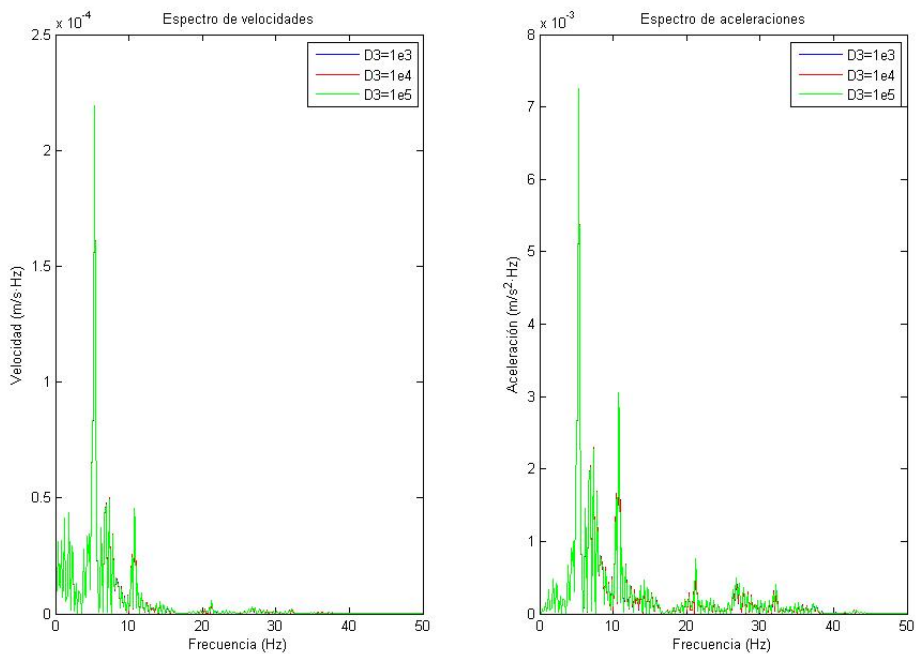 x 10⁻⁴
Espectro de velocidades
2.5
2
1.5
1
0.5
0
Velocidad (m/s·Hz)
D3=1e3
D3=1e4
D3=1e5
0 10 20 30 40 50
Frecuencia (Hz)
x 10⁻³
Espectro de aceleraciones
8
7
6
5
4
3
2
1
0
Aceleración (m/s²·Hz)
D3=1e3
D3=1e4
D3=1e5
0 10 20 30 40 50
Frecuencia (Hz)